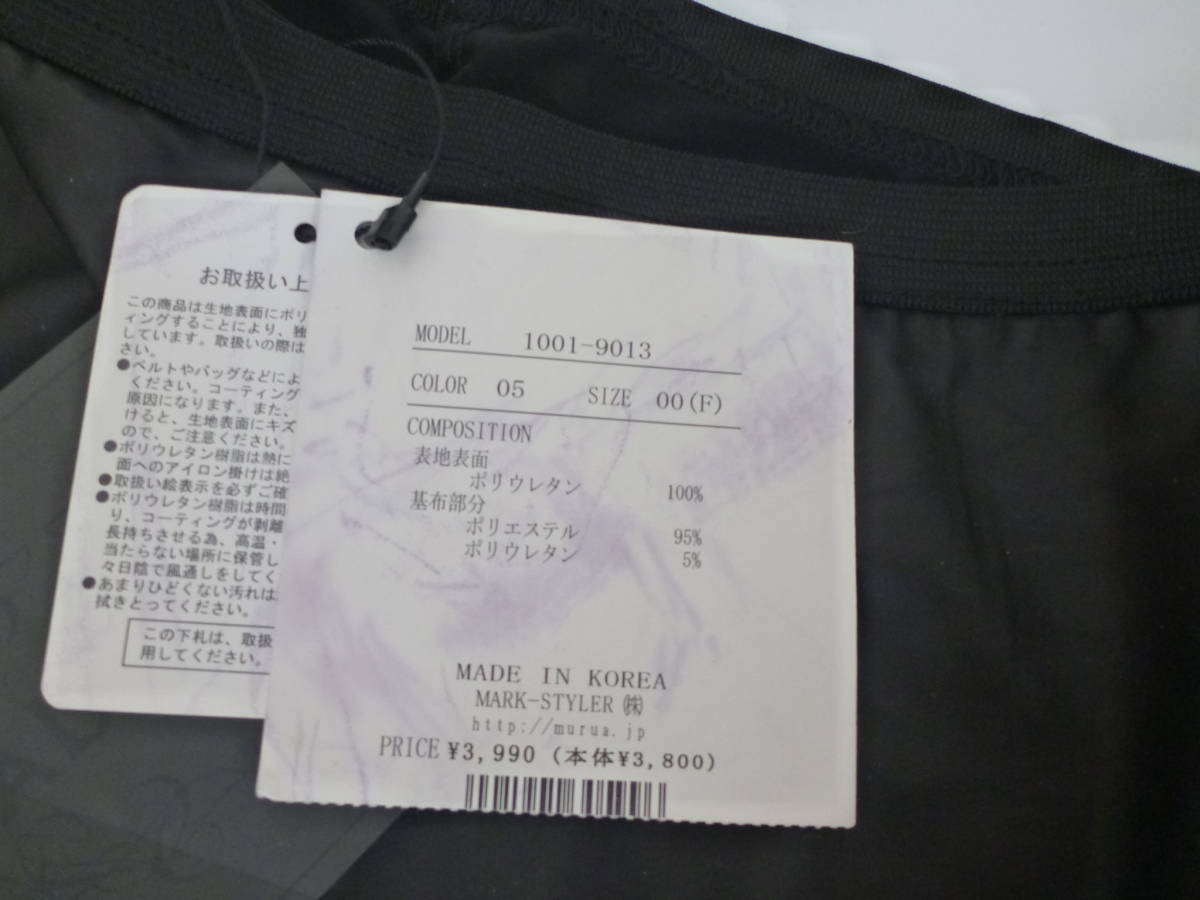 お取扱い上
この商品は生地表面にポリ
ィングすることにより、独
しています。取扱いの際は
さい。
●ベルトやバッグなどによ
ください。コーティング
原因になります。また、
けると、生地表面にキズ
ので、ご注意ください。
●ポリウレタン樹脂は熱に
面へのアイロン掛けは絶
●取扱い絵表示を必ずご確
●ポリウレタン樹脂は時間
り、コーティングが剥離
長持ちさせる為、高温・
当たらない場所に保管し
々日陰で風通しをしてく
●あまりひどくない汚れは
拭きとってください。
この下札は、取扱
用してください。
MODEL 1001-9013
COLOR 05 SIZE 00(F)
COMPOSITION
表地表面
ポリウレタン 100%
基布部分
ポリエステル 95%
ポリウレタン 5%
MADE IN KOREA
MARK-STYLER ㈱
http://murua.jp
PRICE ¥3,990 (本体¥3,800)